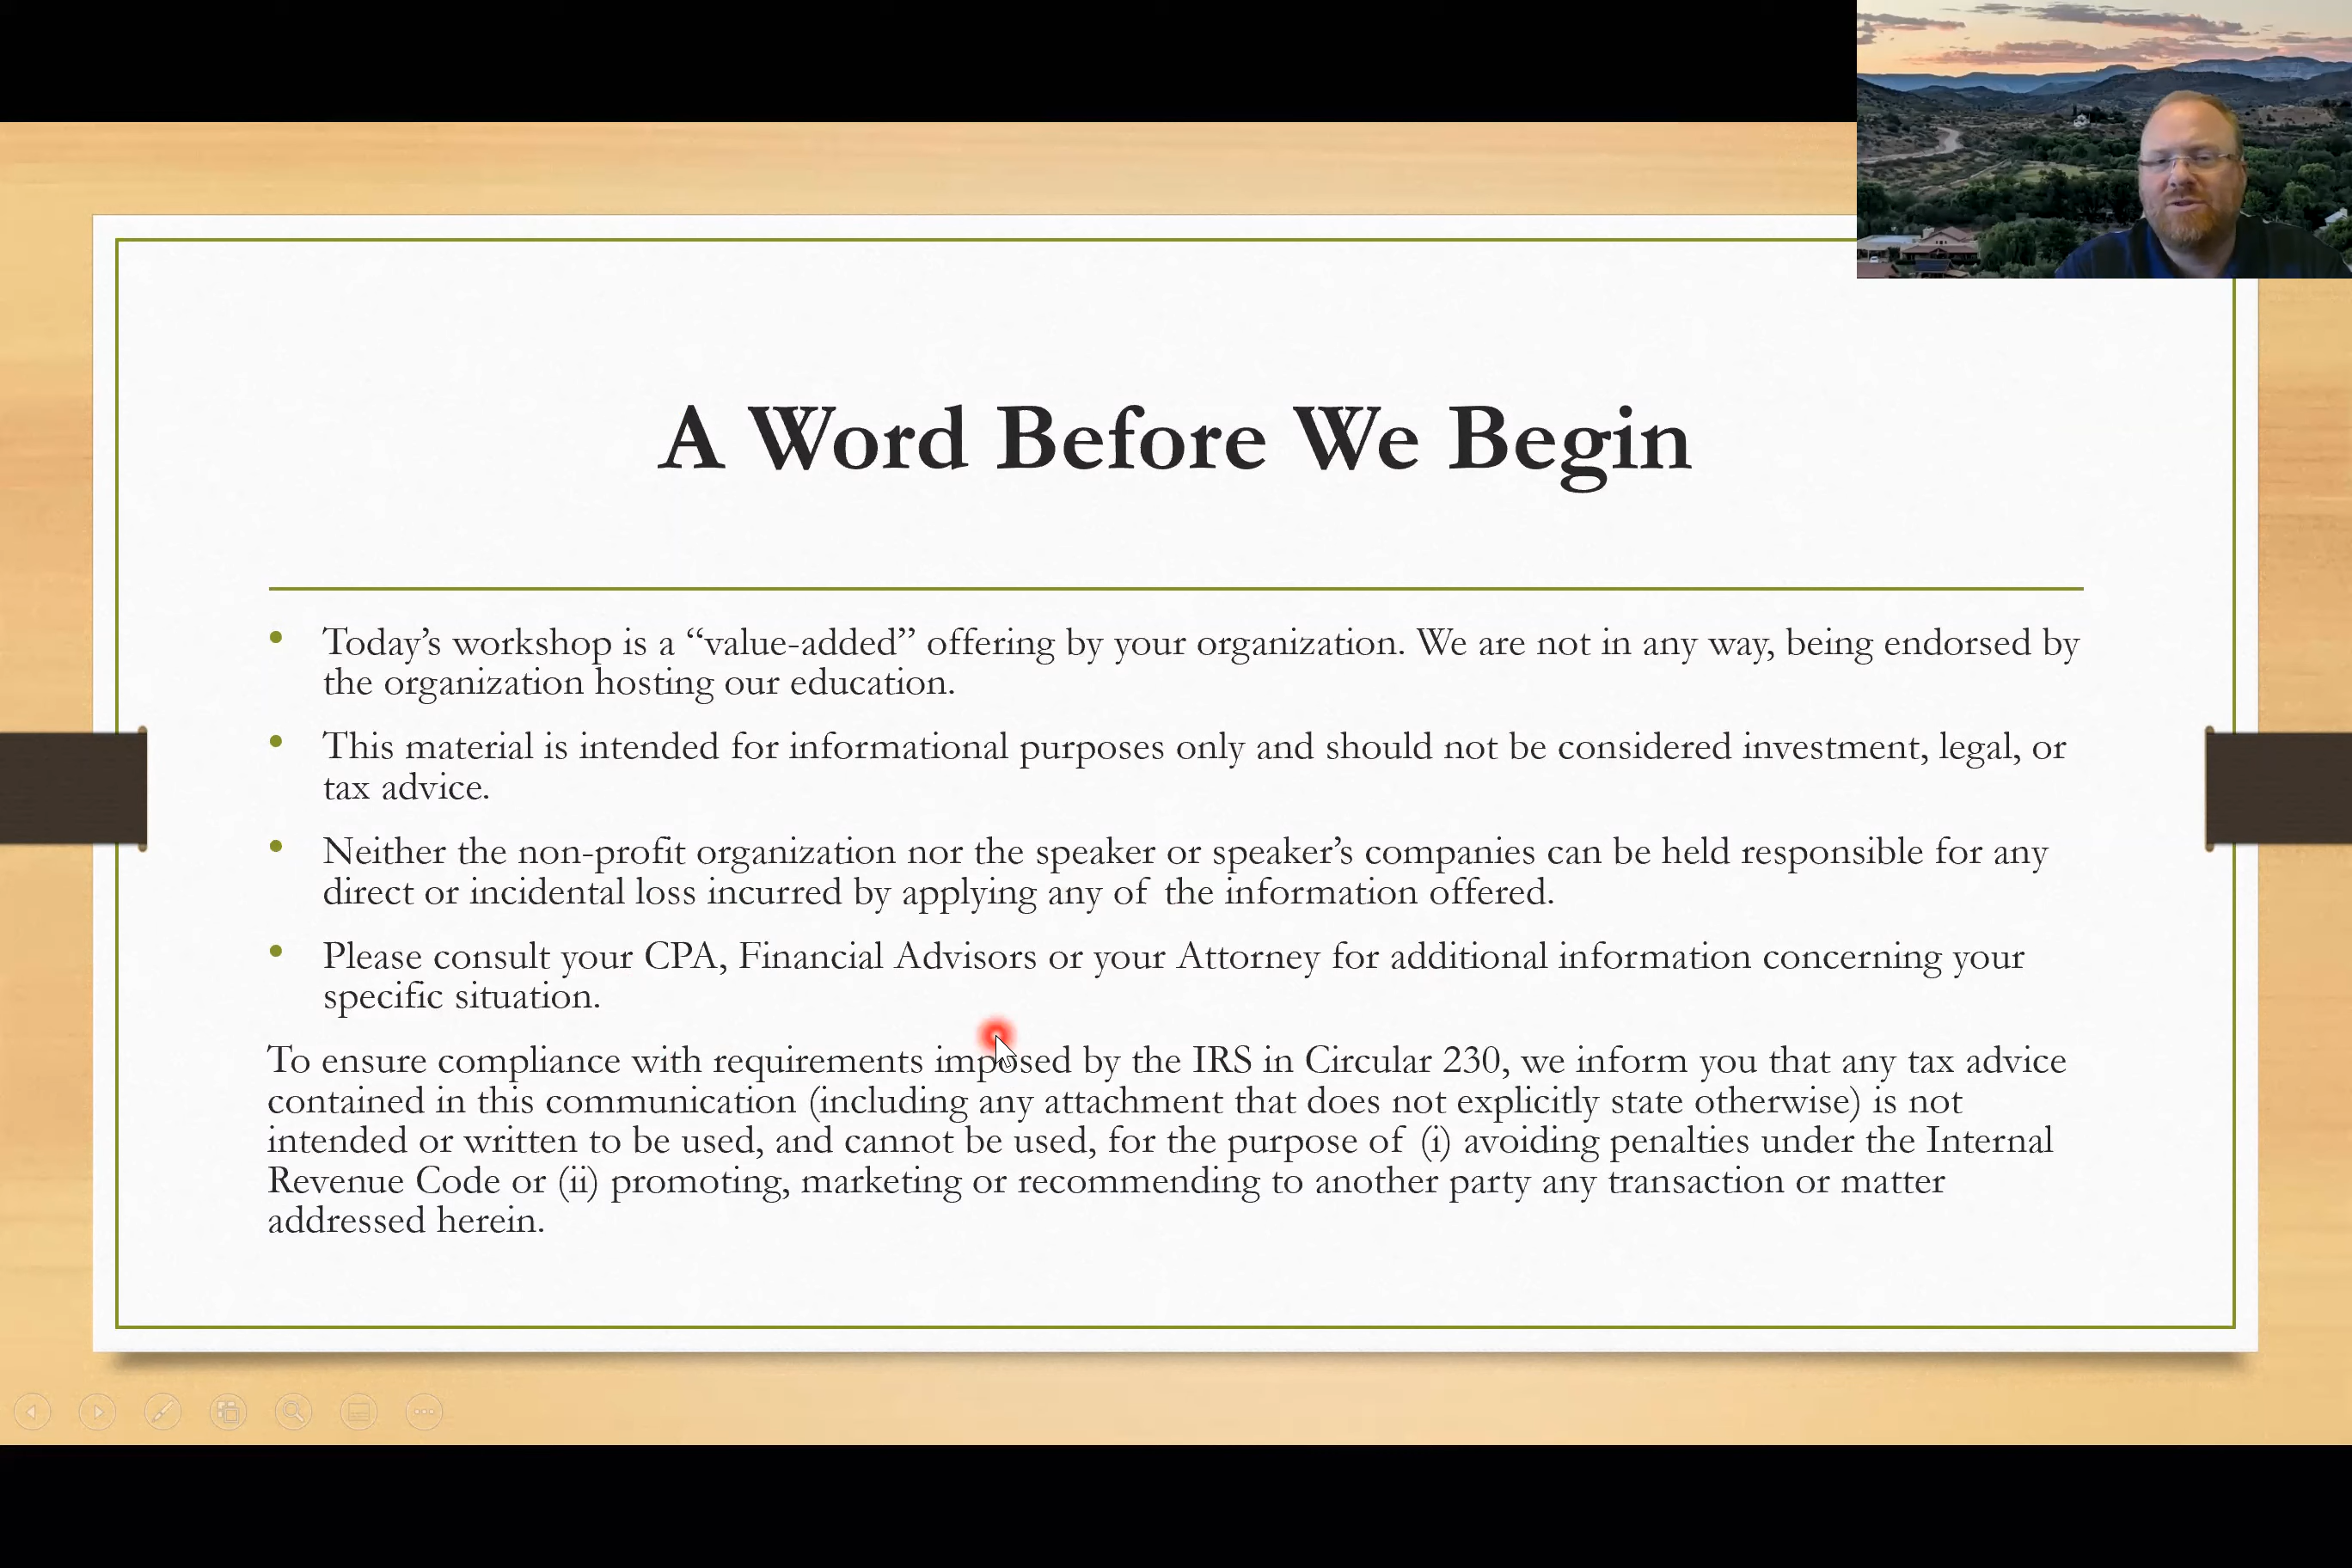 A Word Before We Begin
• Today’s workshop is a “value-added” offering by your organization. We are not in any way, being endorsed by
the organization hosting our education.
• This material is intended for informational purposes only and should not be considered investment, legal, or
tax advice.
• Neither the non-profit organization nor the speaker or speaker’s companies can be held responsible for any
direct or incidental loss incurred by applying any of the information offered.
• Please consult your CPA, Financial Advisors or your Attorney for additional information concerning your
specific situation.
To ensure compliance with requirements imposed by the IRS in Circular 230, we inform you that any tax advice
contained in this communication (including any attachment that does not explicitly state otherwise) is not
intended or written to be used, and cannot be used, for the purpose of (i) avoiding penalties under the Internal
Revenue Code or (ii) promoting, marketing or recommending to another party any transaction or matter
addressed herein.